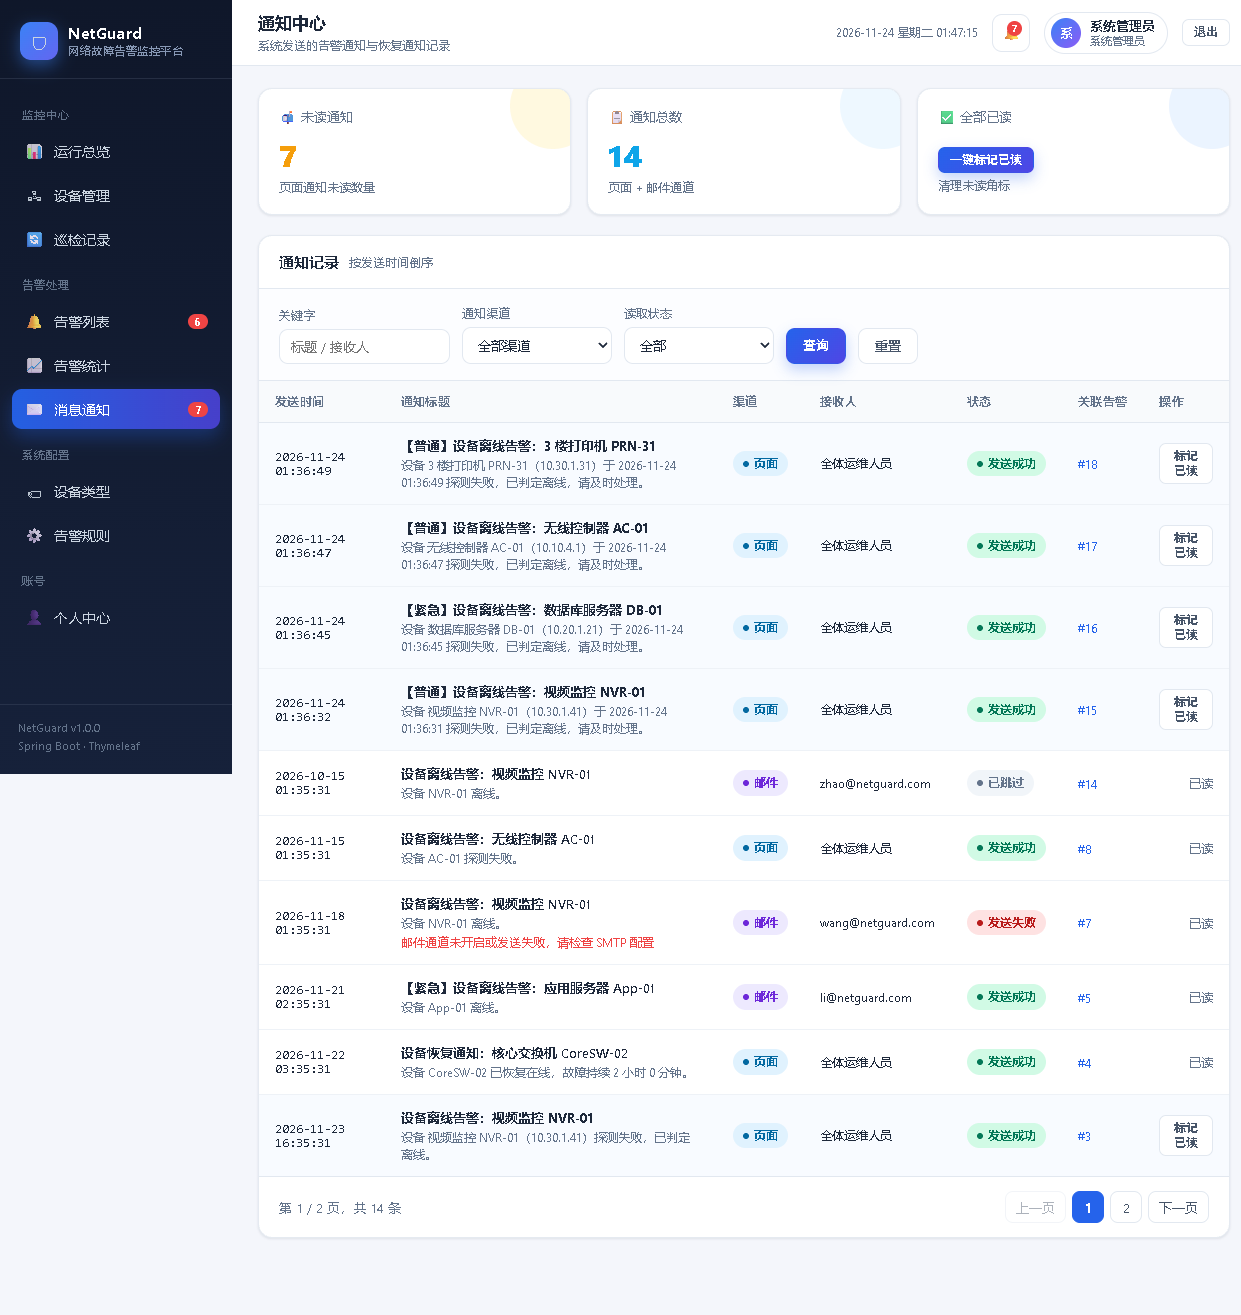 NetGuard
网络故障告警监控平台
监控中心
运行总览
设备管理
巡检记录
告警处理
告警列表 6
告警统计
消息通知 7
系统配置
设备类型
告警规则
账号
个人中心
NetGuard v1.0.0
Spring Boot · Thymeleaf
通知中心
系统发送的告警通知与恢复通知记录
2026-11-24 星期二 01:47:15
7
系
系统管理员
系统管理员
退出
未读通知
7
页面通知未读数量
通知总数
14
页面 + 邮件通道
全部已读
一键标记已读
清理未读角标
通知记录 按发送时间倒序
关键字
标题 / 接收人
通知渠道
全部渠道
读取状态
全部
查询
重置
发送时间 通知标题 渠道 接收人 状态 关联告警 操作
2026-11-24
01:36:49
【普通】设备离线告警：3 楼打印机 PRN-31
设备 3 楼打印机 PRN-31（10.30.1.31）于 2026-11-24
01:36:49 探测失败，已判定离线，请及时处理。
页面
全体运维人员
发送成功
#18
标记
已读
2026-11-24
01:36:47
【普通】设备离线告警：无线控制器 AC-01
设备 无线控制器 AC-01（10.10.4.1）于 2026-11-24
01:36:47 探测失败，已判定离线，请及时处理。
页面
全体运维人员
发送成功
#17
标记
已读
2026-11-24
01:36:45
【紧急】设备离线告警：数据库服务器 DB-01
设备 数据库服务器 DB-01（10.20.1.21）于 2026-11-24
01:36:45 探测失败，已判定离线，请及时处理。
页面
全体运维人员
发送成功
#16
标记
已读
2026-11-24
01:36:32
【普通】设备离线告警：视频监控 NVR-01
设备 视频监控 NVR-01（10.30.1.41）于 2026-11-24
01:36:31 探测失败，已判定离线，请及时处理。
页面
全体运维人员
发送成功
#15
标记
已读
2026-10-15
01:35:31
设备离线告警：视频监控 NVR-01
设备 NVR-01 离线。
邮件
zhao@netguard.com
已跳过
#14
已读
2026-11-15
01:35:31
设备离线告警：无线控制器 AC-01
设备 AC-01 探测失败。
页面
全体运维人员
发送成功
#8
已读
2026-11-18
01:35:31
设备离线告警：视频监控 NVR-01
设备 NVR-01 离线。
邮件通道未开启或发送失败，请检查 SMTP 配置
邮件
wang@netguard.com
发送失败
#7
已读
2026-11-21
02:35:31
【紧急】设备离线告警：应用服务器 App-01
设备 App-01 离线。
邮件
li@netguard.com
发送成功
#5
已读
2026-11-22
03:35:31
设备恢复通知：核心交换机 CoreSW-02
设备 CoreSW-02 已恢复在线，故障持续 2 小时 0 分钟。
页面
全体运维人员
发送成功
#4
已读
2026-11-23
16:35:31
设备离线告警：视频监控 NVR-01
设备 视频监控 NVR-01（10.30.1.41）探测失败，已判定
离线。
页面
全体运维人员
发送成功
#3
标记
已读
第 1 / 2 页，共 14 条
上一页 1 2 下一页